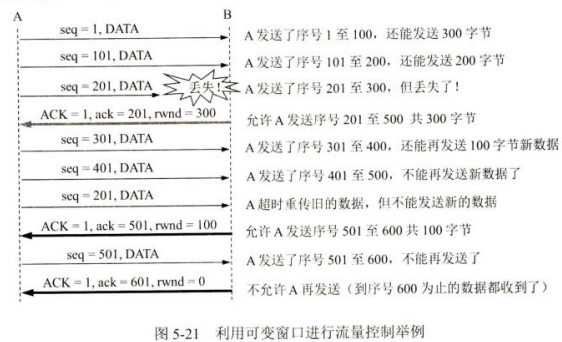 A B
seq = 1, DATA A 发送了序号 1 至 100，还能发送 300 字节
seq = 101, DATA A 发送了序号 101 至 200，还能发送 200 字节
seq = 201, DATA 丢失！ A 发送了序号 201 至 300，但丢失了！
ACK = 1, ack = 201, rwnd = 300 允许 A 发送序号 201 至 500 共 300 字节
seq = 301, DATA A 发送了序号 301 至 400，还能再发送 100 字节新数据
seq = 401, DATA A 发送了序号 401 至 500，不能再发送新数据了
seq = 201, DATA A 超时重传旧的数据，但不能发送新的数据
ACK = 1, ack = 501, rwnd = 100 允许 A 发送序号 501 至 600 共 100 字节
seq = 501, DATA A 发送了序号 501 至 600，不能再发送了
ACK = 1, ack = 601, rwnd = 0 不允许 A 再发送（到序号 600 为止的数据都收到了）
图 5-21 利用可变窗口进行流量控制举例